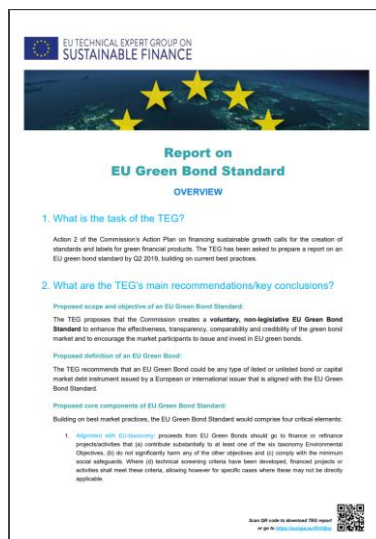 EU TECHNICAL EXPERT GROUP ON
SUSTAINABLE FINANCE
Report on
EU Green Bond Standard
OVERVIEW
1. What is the task of the TEG?
Action 2 of the Commission's Action Plan on financing sustainable growth calls for the creation of
standards and labels for green financial products. The TEG has been asked to prepare a report on an
EU green bond standard by Q2 2019, building on current best practices.
2. What are the TEG's main recommendations/key conclusions?
Proposed scope and objective of an EU Green Bond Standard:
The TEG proposes that the Commission creates a voluntary, non-legislative EU Green Bond
Standard to enhance the effectiveness, transparency, comparability and credibility of the green bond
market and to encourage the market participants to issue and invest in EU green bonds.
Proposed definition of an EU Green Bond:
The TEG recommends that an EU Green Bond could be any type of listed or unlisted bond or capital
market debt instrument issued by a European or international issuer that is aligned with the EU Green
Bond Standard.
Proposed core components of EU Green Bond Standard:
Building on best market practices, the EU Green Bond Standard would comprise four critical elements:
1. Alignment with EU-taxonomy: proceeds from EU Green Bonds should go to finance or refinance
projects/activities that (a) contribute substantially to at least one of the six taxonomy Environmental
Objectives, (b) do not significantly harm any of the other objectives and (c) comply with the minimum
social safeguards. Where (d) technical screening criteria have been developed, financed projects or
activities shall meet these criteria, allowing however for specific cases where these may not be directly
applicable.
Scan QR code to download TEG report
or go to